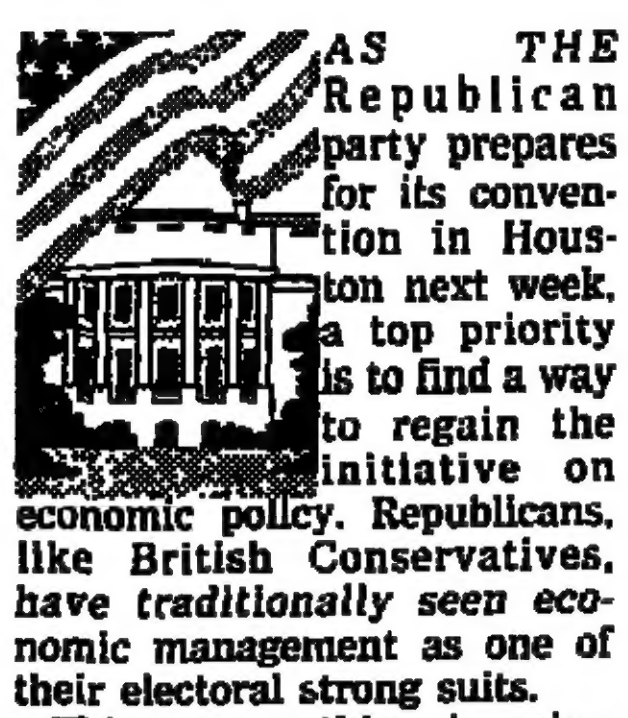 AS THE
Republican
party prepares
for its conven-
tion in Hous-
ton next week,
a top priority
is to find a way
to regain the
initiative on
economic policy. Republicans,
like British Conservatives,
have traditionally seen eco-
nomic management as one of
their electoral strong suits.